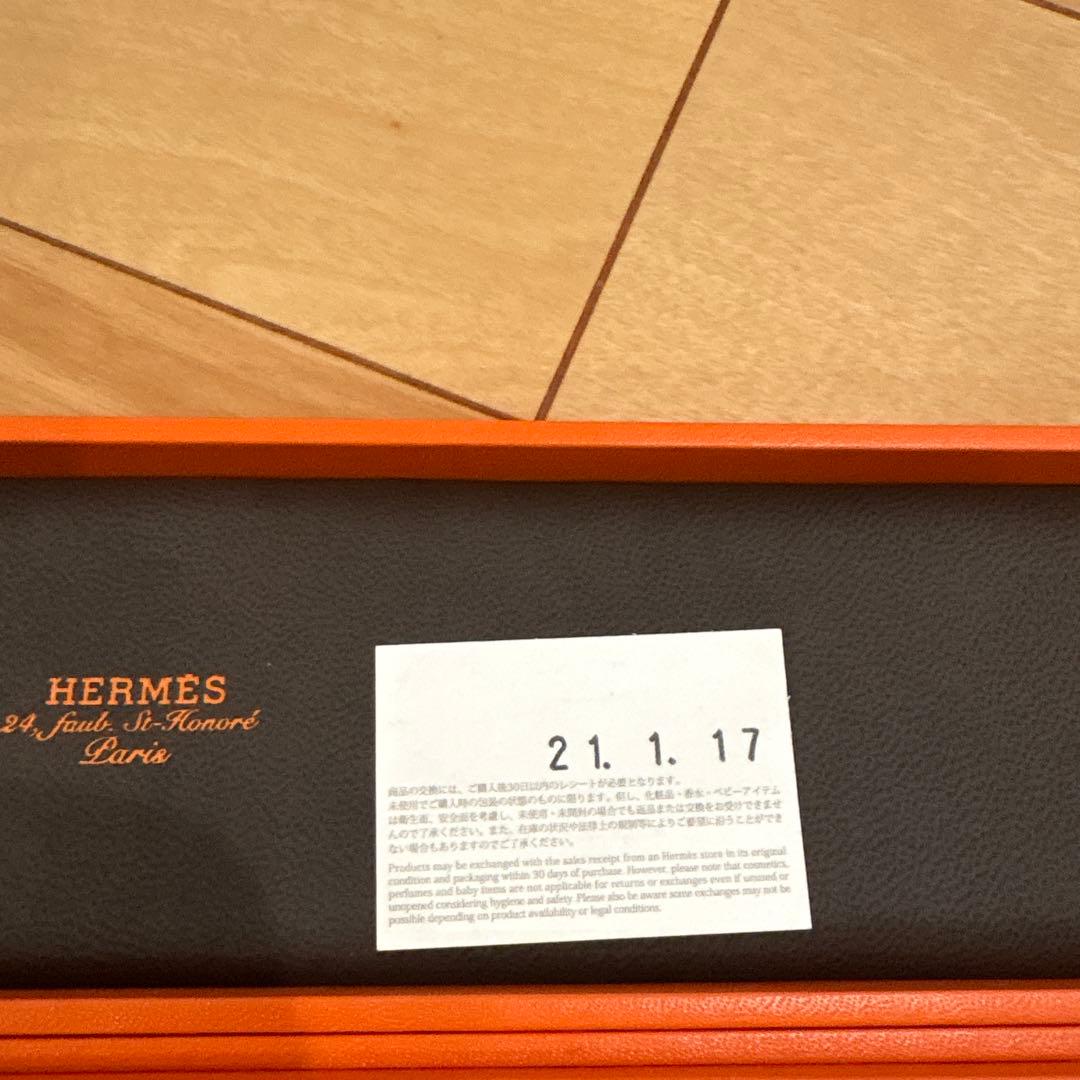 HERMÈS
24, faub. St-Honoré
Paris
21. 1. 17
商品の交換には、ご購入後30日以内のレシートが必要となります。
未使用でご購入時の包装の状態のものに限ります。但し、化粧品・香水・ベビーアイテム
は衛生面、安全面を考慮し、未使用・未開封の場合でも返品または交換をお受けできませ
んので了承ください。また、在庫の状況や法律上の規制等によりご要望に沿うことができ
ない場合もありますのでご了承ください。
Products may be exchanged with the sales receipt from an Hermès store in its original
condition and packaging within 30 days of purchase. However, please note that cosmetics,
perfumes and baby items are not applicable for returns or exchanges even if unused or
unopened considering hygiene and safety. Please also be aware some exchanges may not be
possible depending on product availability or legal conditions.